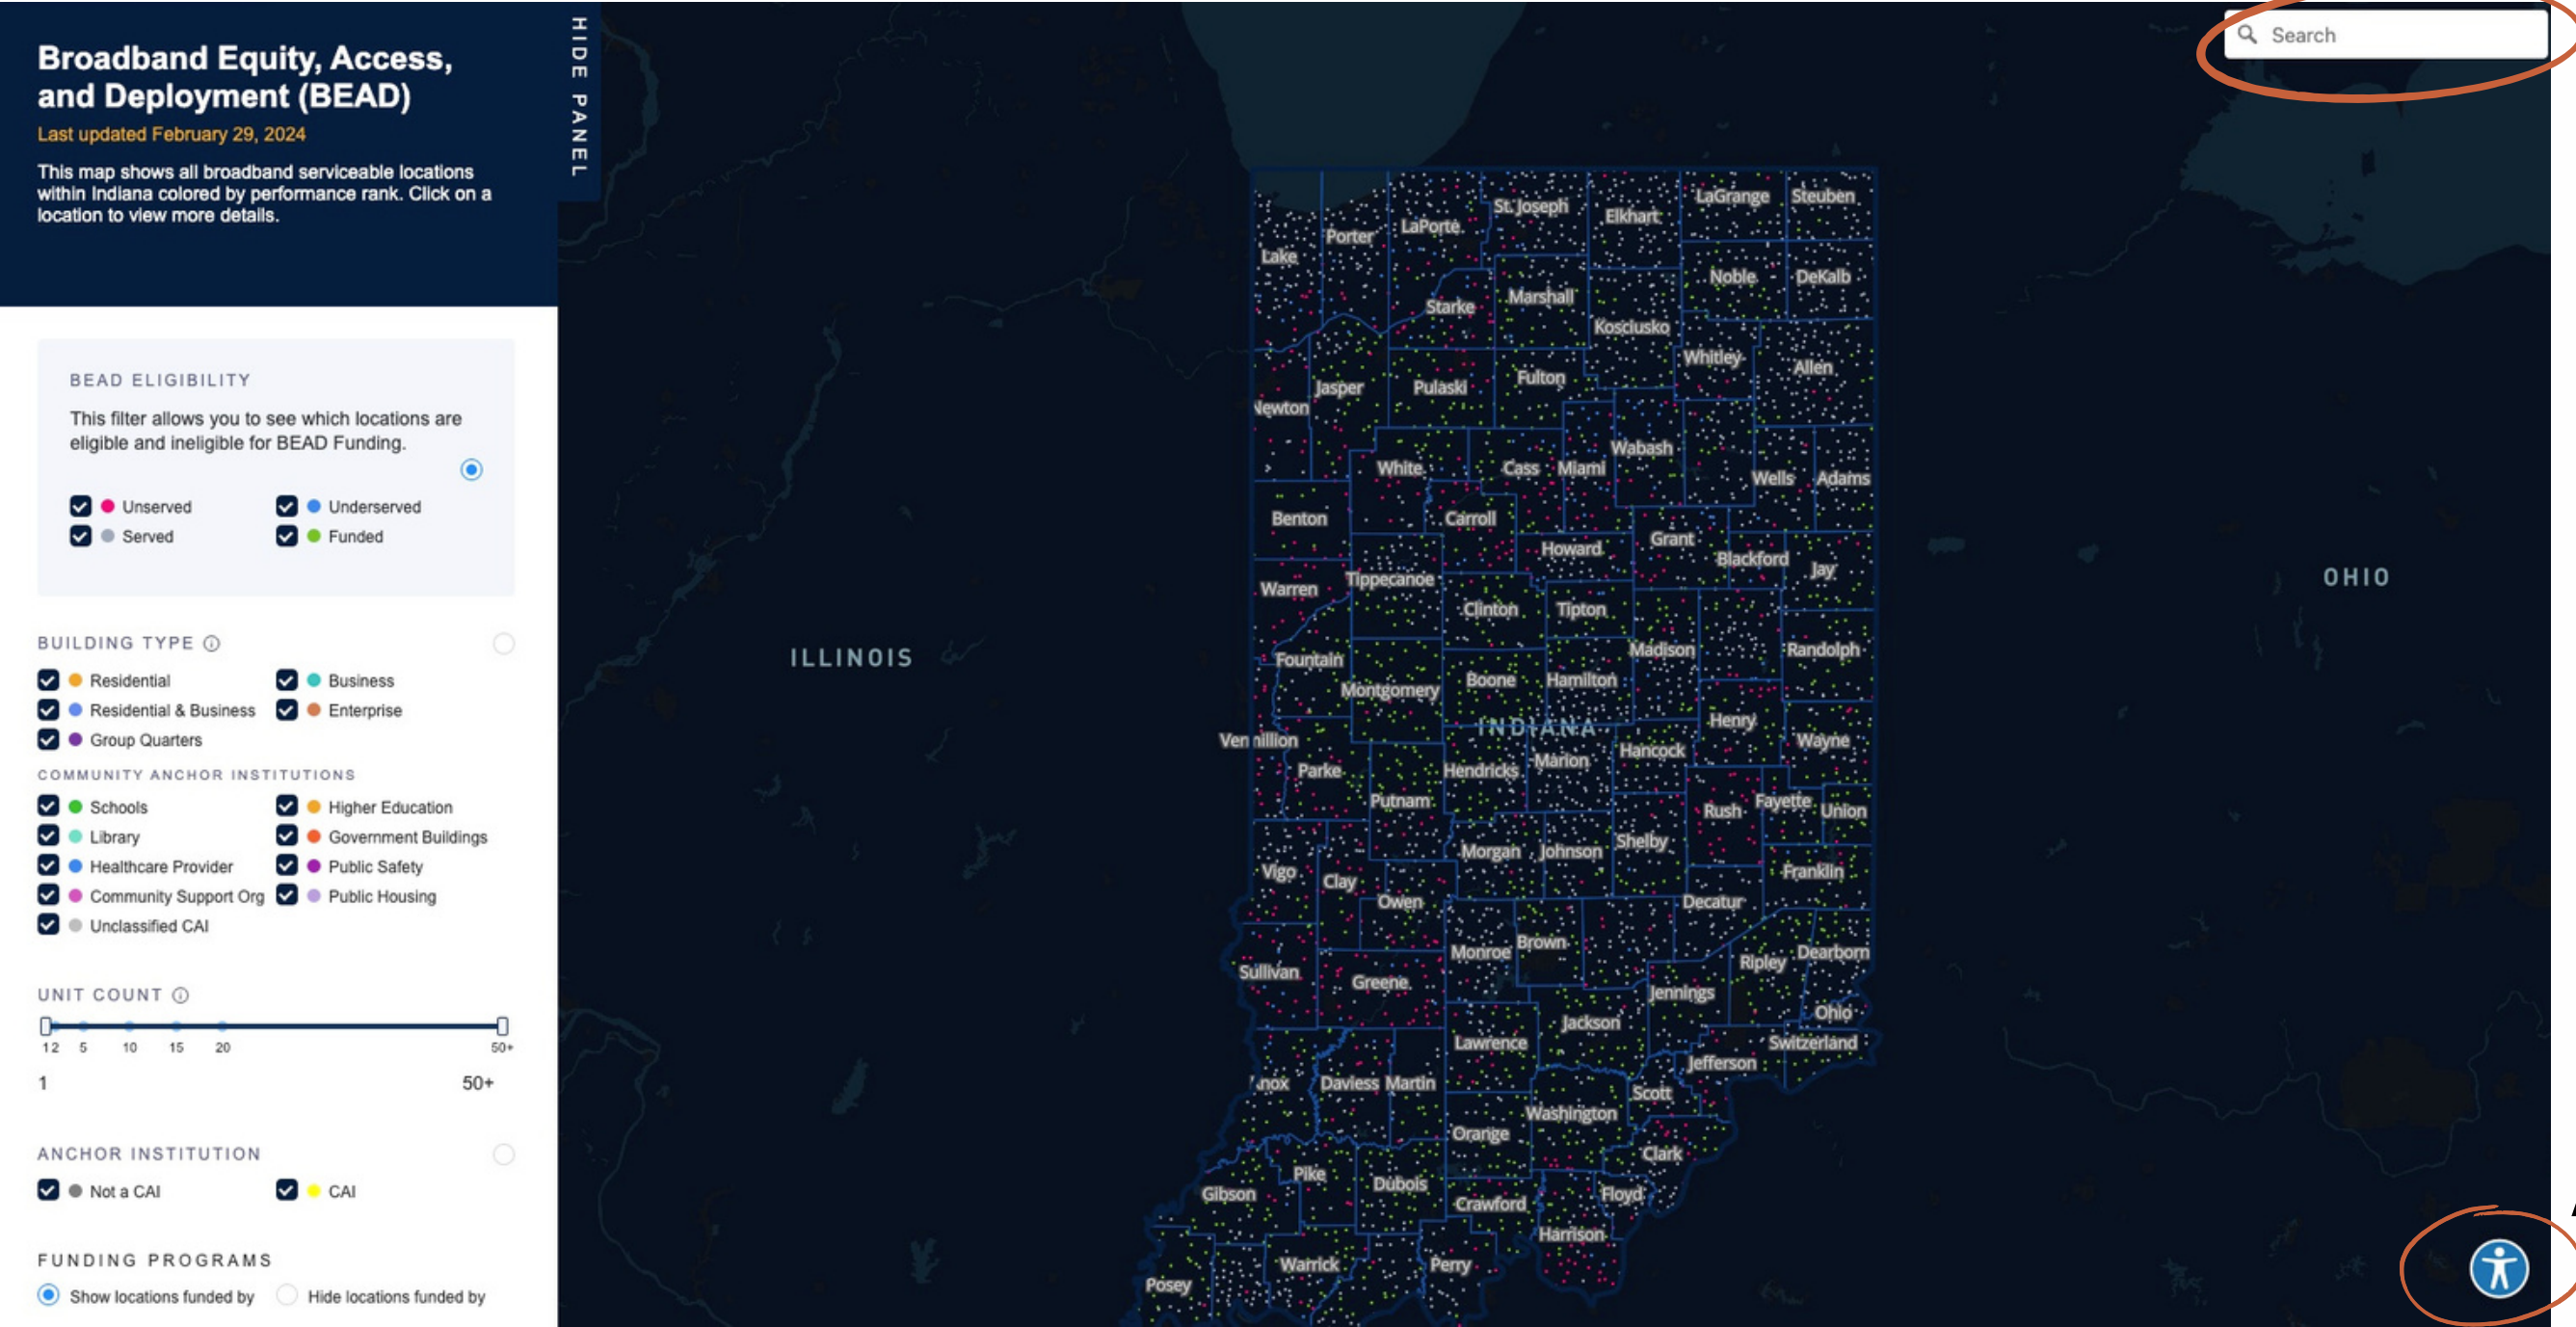 Broadband Equity, Access,
and Deployment (BEAD)
Last updated February 29, 2024
This map shows all broadband serviceable locations
within Indiana colored by performance rank. Click on a
location to view more details.
HIDE PANEL
BEAD ELIGIBILITY
This filter allows you to see which locations are
eligible and ineligible for BEAD Funding.
Unserved Underserved
Served Funded
BUILDING TYPE
Residential Business
Residential & Business Enterprise
Group Quarters
COMMUNITY ANCHOR INSTITUTIONS
Schools Higher Education
Library Government Buildings
Healthcare Provider Public Safety
Community Support Org Public Housing
Unclassified CAI
UNIT COUNT
1 2 5 10 15 20 50+
1 50+
ANCHOR INSTITUTION
Not a CAI CAI
FUNDING PROGRAMS
Show locations funded by Hide locations funded by
Search
LaGrange Steuben
St. Joseph
Elkhart
LaPorte
Porter
Lake
Noble DeKalb
Marshall
Starke
Kosciusko
Whitley
Allen
Fulton
Jasper Pulaski
Newton
Wabash
White Cass Miami
Wells Adams
Benton Carroll
Grant
Howard
Blackford
Jay
Tippecanoe
Warren
OHIO
Clinton Tipton
Madison Randolph
ILLINOIS
Fountain
Boone Hamilton
Montgomery
Henry
INDIANA
Vermillion
Hancock
Wayne
Marion
Parke Hendricks
Putnam
Fayette
Rush Union
Shelby
Morgan Johnson
Vigo
Clay
Franklin
Owen Decatur
Brown
Monroe
Dearborn
Ripley
Sullivan
Greene
Jennings
Ohio
Jackson
Lawrence Switzerland
Jefferson
Daviess Martin
Scott
Washington
Orange
Clark
Pike
Dubois
Gibson Floyd
Crawford
Harrison
Warrick Perry
Posey